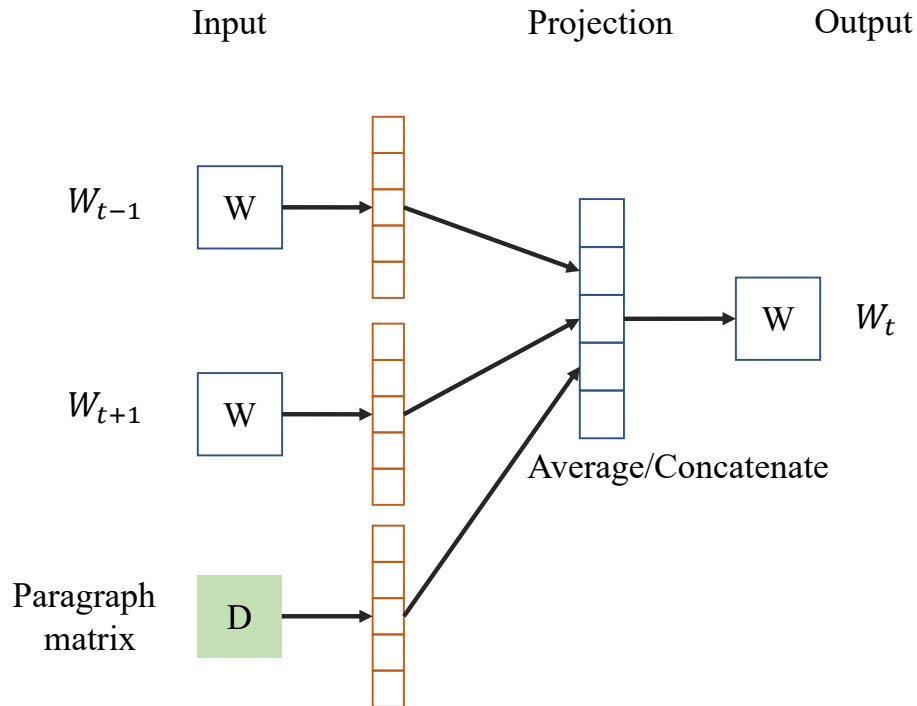 Input
Projection
Output
W_{t-1}
W
W_{t+1}
W
W
W_t
Average/Concatenate
Paragraph
matrix
D